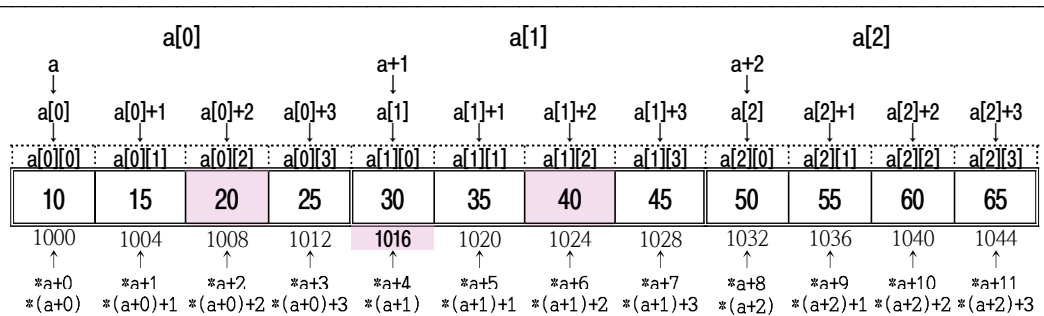 a[0] a[1] a[2]
a a+1 a+2
a[0] a[0]+1 a[0]+2 a[0]+3 a[1] a[1]+1 a[1]+2 a[1]+3 a[2] a[2]+1 a[2]+2 a[2]+3
a[0][0] a[0][1] a[0][2] a[0][3] a[1][0] a[1][1] a[1][2] a[1][3] a[2][0] a[2][1] a[2][2] a[2][3]
10 15 20 25 30 35 40 45 50 55 60 65
1000 1004 1008 1012 1016 1020 1024 1028 1032 1036 1040 1044
*a+0 *a+1 *a+2 *a+3 *a+4 *a+5 *a+6 *a+7 *a+8 *a+9 *a+10 *a+11
*(a+0) *(a+0)+1 *(a+0)+2 *(a+0)+3 *(a+1) *(a+1)+1 *(a+1)+2 *(a+1)+3 *(a+2) *(a+2)+1 *(a+2)+2 *(a+2)+3